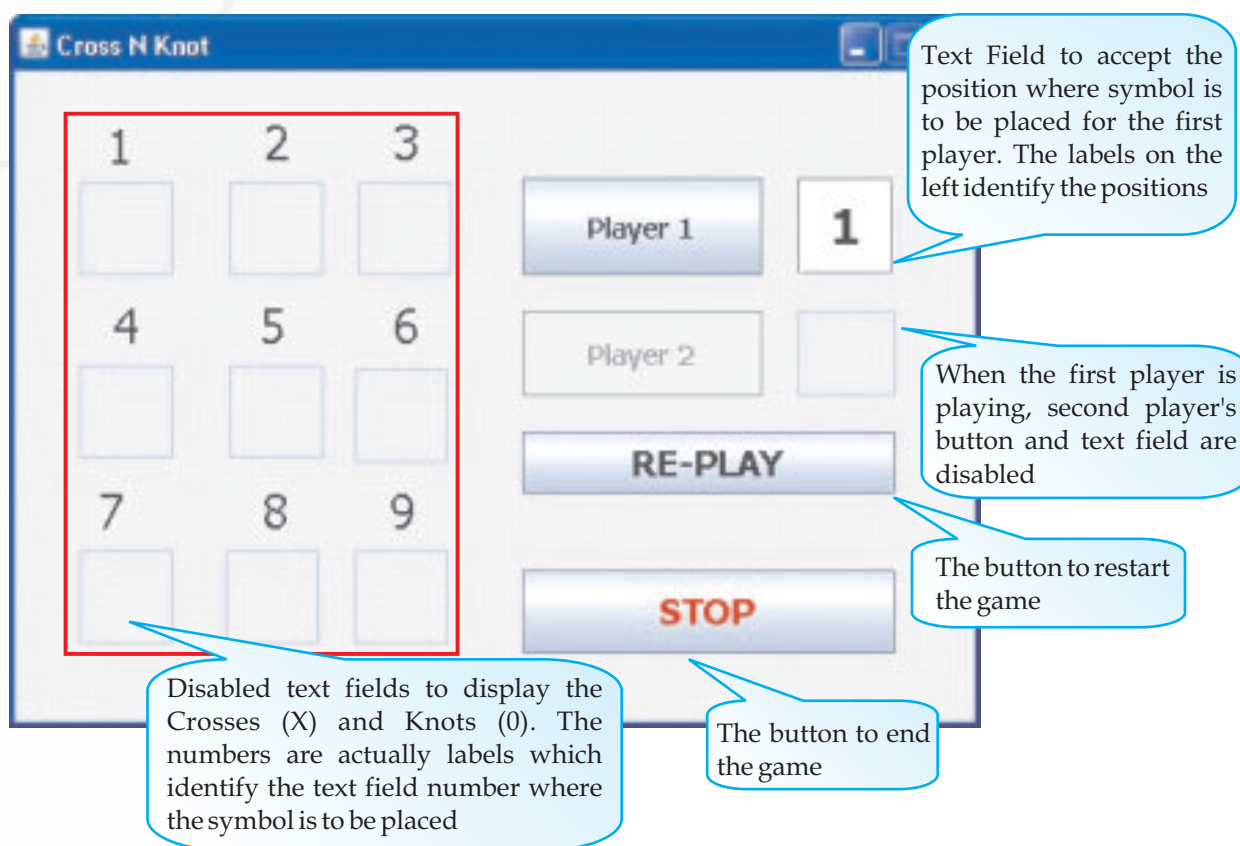 Cross N Knot
Text Field to accept the
position where symbol is
to be placed for the first
player. The labels on the
left identify the positions
1 2 3
Player 1 1
4 5 6
Player 2
When the first player is
playing, second player's
button and text field are
disabled
RE-PLAY
7 8 9
The button to restart
the game
STOP
Disabled text fields to display the
Crosses (X) and Knots (0). The
numbers are actually labels which
identify the text field number where
the symbol is to be placed
The button to end
the game